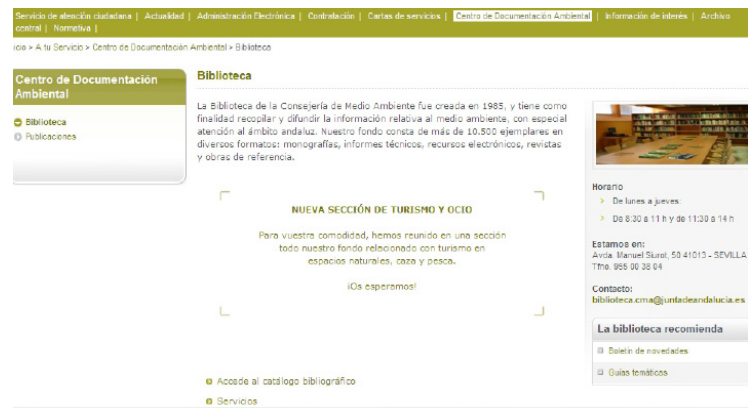 Servicio de atención ciudadana | Actualidad | Administración Electrónica | Contratación | Cartas de servicios | Centro de Documentación Ambiental | Información de interés | Archivo
central | Normativa |
icio » A tu Servicio » Centro de Documentación Ambiental » Biblioteca
Centro de Documentación
Ambiental
Biblioteca
Publicaciones
Biblioteca
La Biblioteca de la Consejería de Medio Ambiente fue creada en 1985, y tiene como
finalidad recopilar y difundir la información relativa al medio ambiente, con especial
atención al ámbito andaluz. Nuestro fondo consta de más de 10.500 ejemplares en
diversos formatos: monografías, informes técnicos, recursos electrónicos, revistas
y obras de referencia.
NUEVA SECCIÓN DE TURISMO Y OCIO
Para vuestra comodidad, hemos reunido en una sección
todo nuestro fondo relacionado con turismo en
espacios naturales, caza y pesca.
¡Os esperamos!
Accede al catálogo bibliográfico
Servicios
Horario
De lunes a jueves:
De 8:30 a 11 h y de 11:30 a 14 h
Estamos en:
Avda. Manuel Siurot, 50 41013 - SEVILLA
Tfno. 955 00 38 04
Contacto:
biblioteca.cma@juntadeandalucia.es
La biblioteca recomienda
Boletín de novedades
Guías temáticas